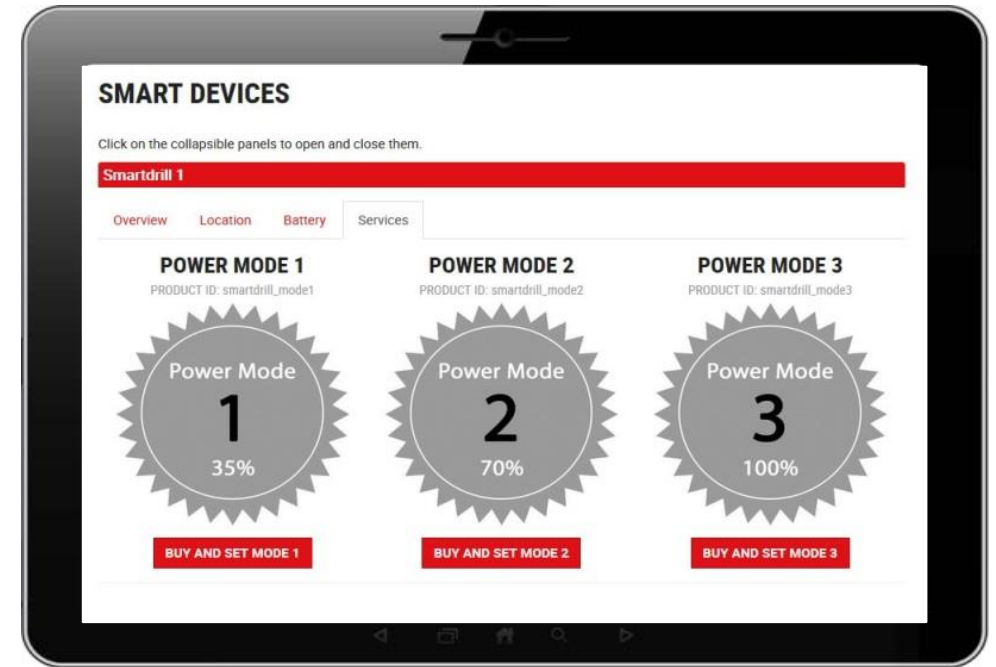 SMART DEVICES
Click on the collapsible panels to open and close them.
Smartdrill 1
Overview Location Battery Services
POWER MODE 1 POWER MODE 2 POWER MODE 3
PRODUCT ID: smartdrill_mode1 PRODUCT ID: smartdrill_mode2 PRODUCT ID: smartdrill_mode3
Power Mode Power Mode Power Mode
1 2 3
35% 70% 100%
BUY AND SET MODE 1 BUY AND SET MODE 2 BUY AND SET MODE 3